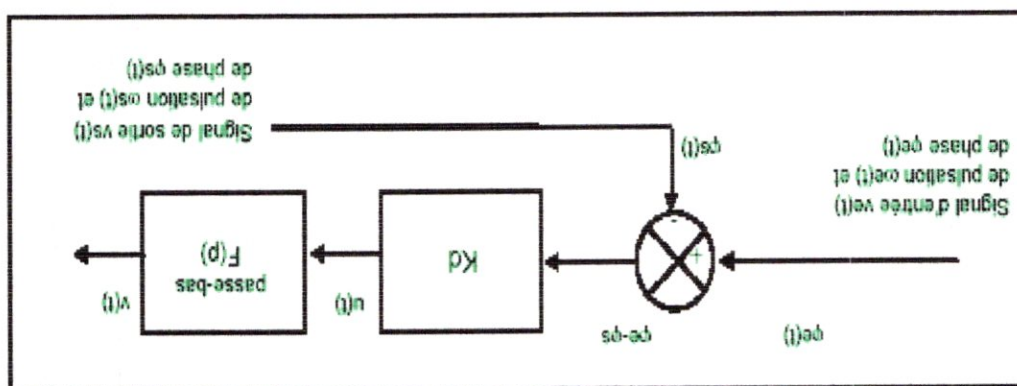 φe(t)
φe-φs
u(t)
v(t)
Kd
passe-bas
F(p)
Signal d'entrée ve(t)
de pulsation ωe(t) et
de phase φe(t)
+
-
φs(t)
Signal de sortie vs(t)
de pulsation ωs(t) et
de phase φs(t)